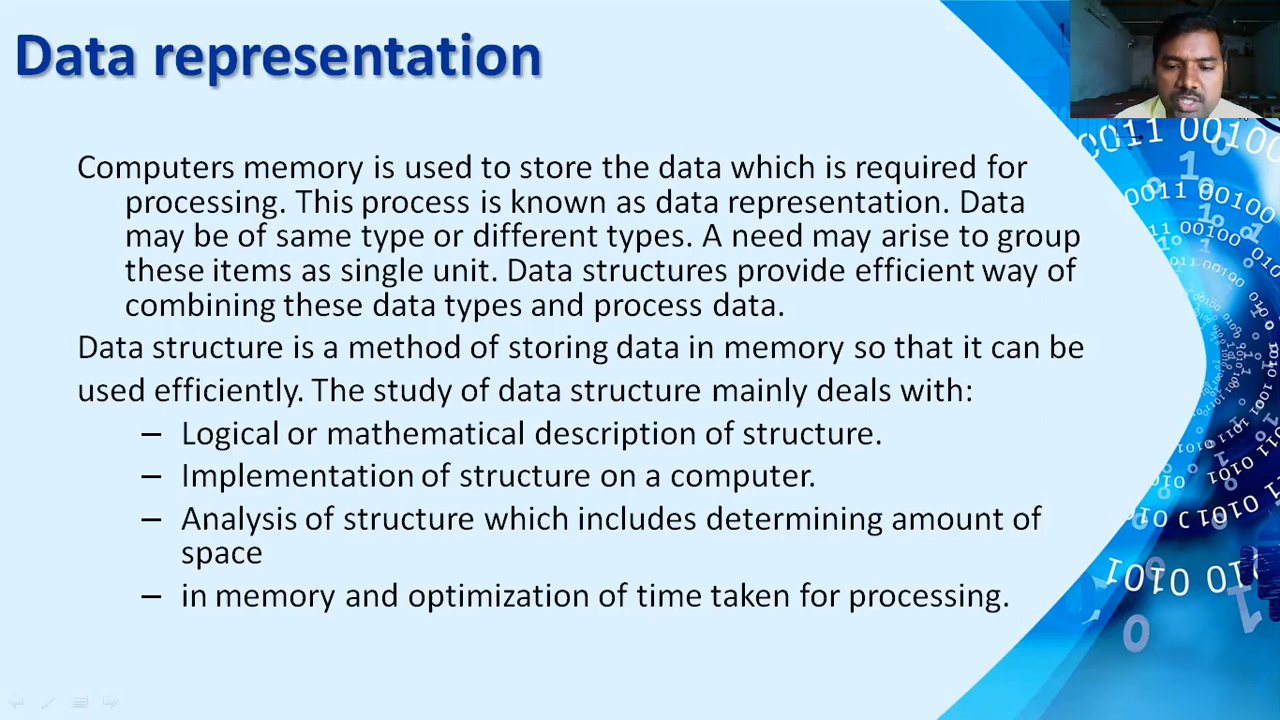 Data representation
Computers memory is used to store the data which is required for
processing. This process is known as data representation. Data
may be of same type or different types. A need may arise to group
these items as single unit. Data structures provide efficient way of
combining these data types and process data.
Data structure is a method of storing data in memory so that it can be
used efficiently. The study of data structure mainly deals with:
– Logical or mathematical description of structure.
– Implementation of structure on a computer.
– Analysis of structure which includes determining amount of
space
– in memory and optimization of time taken for processing.